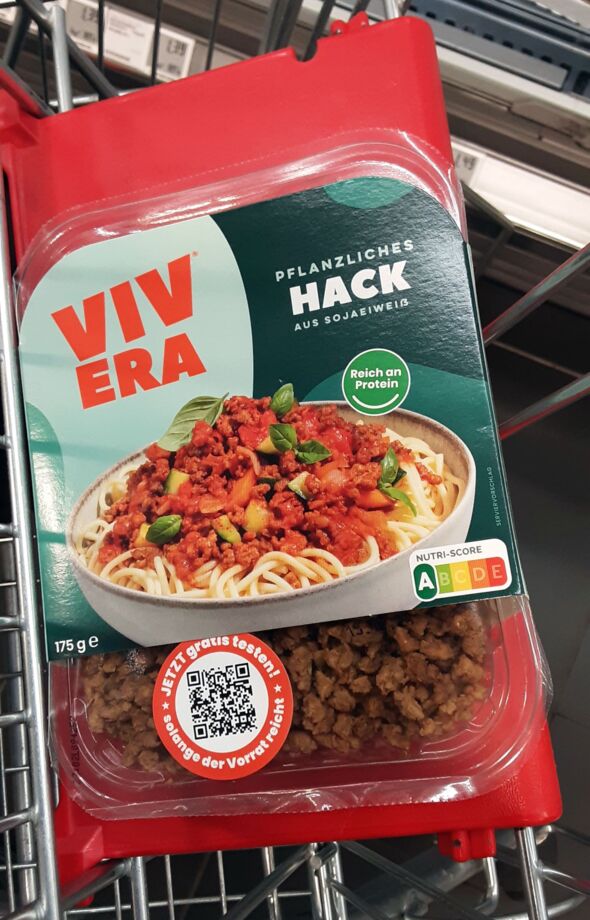 VIV
ERA
PFLANZLICHES
HACK
AUS SOJAEIWEIß
Reich an
Protein
SERVIERVORSCHLAG
NUTRI-SCORE
A B C D E
175 g e
JETZT gratis testen!
solange der Vorrat reicht